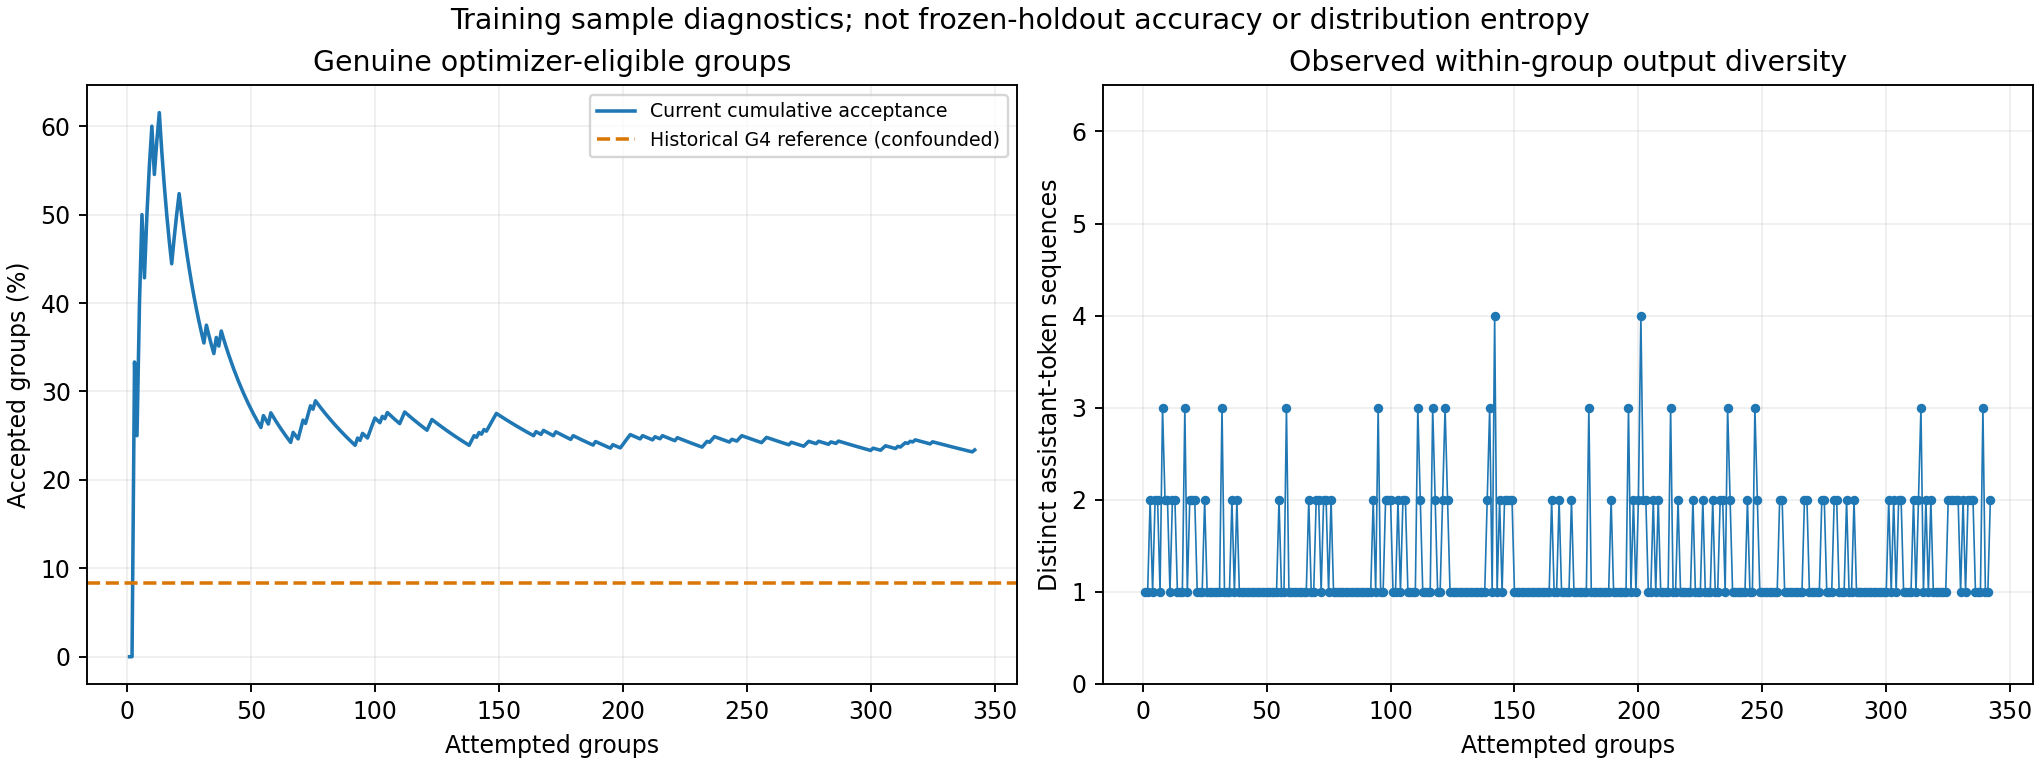 Training sample diagnostics; not frozen-holdout accuracy or distribution entropy
Genuine optimizer-eligible groups
Accepted groups (%)
60
50
40
30
20
10
0
Current cumulative acceptance
Historical G4 reference (confounded)
0 50 100 150 200 250 300 350
Attempted groups
Observed within-group output diversity
Distinct assistant-token sequences
6
5
4
3
2
1
0
0 50 100 150 200 250 300 350
Attempted groups